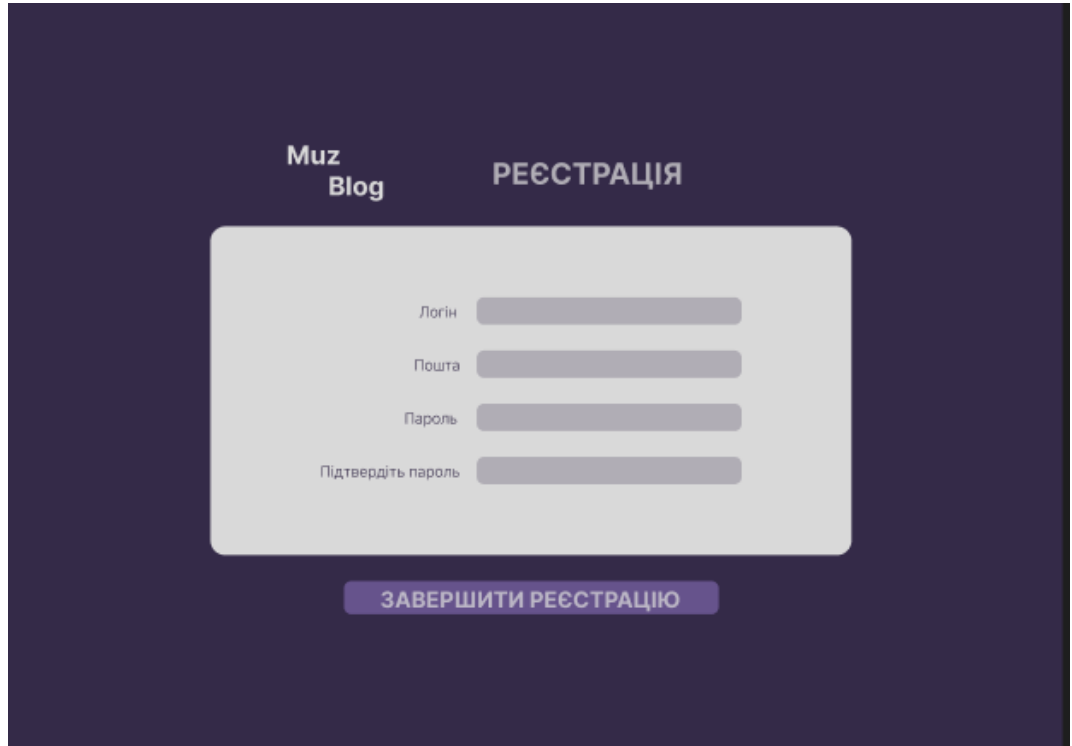 Muz
Blog
РЕЄСТРАЦІЯ
Логін
Пошта
Пароль
Підтвердіть пароль
ЗАВЕРШИТИ РЕЄСТРАЦІЮ